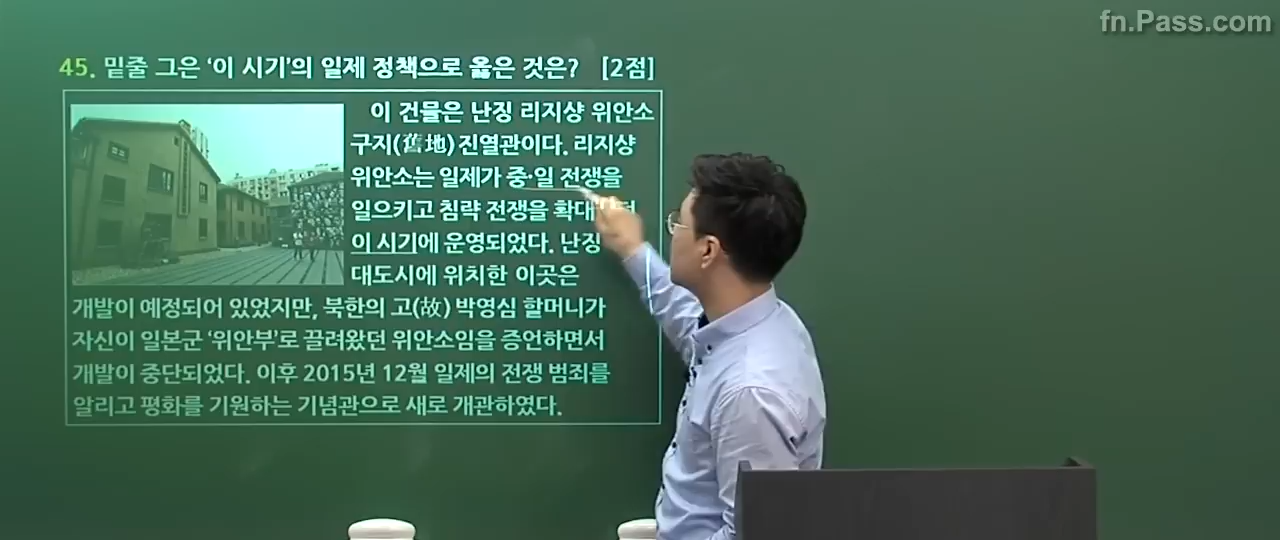 fn.Pass.com
45. 밑줄 그은 '이 시기'의 일제 정책으로 옳은 것은? [2점]
이 건물은 난징 리지샹 위안소
구지(舊地) 진열관이다. 리지샹
위안소는 일제가 중·일 전쟁을
일으키고 침략 전쟁을 확대
이 시기에 운영되었다. 난징
대도시에 위치한 이곳은
개발이 예정되어 있었지만, 북한의 고(故) 박영심 할머니가
자신이 일본군 '위안부'로 끌려왔던 위안소임을 증언하면서
개발이 중단되었다. 이후 2015년 12월 일제의 전쟁 범죄를
알리고 평화를 기원하는 기념관으로 새로 개관하였다.